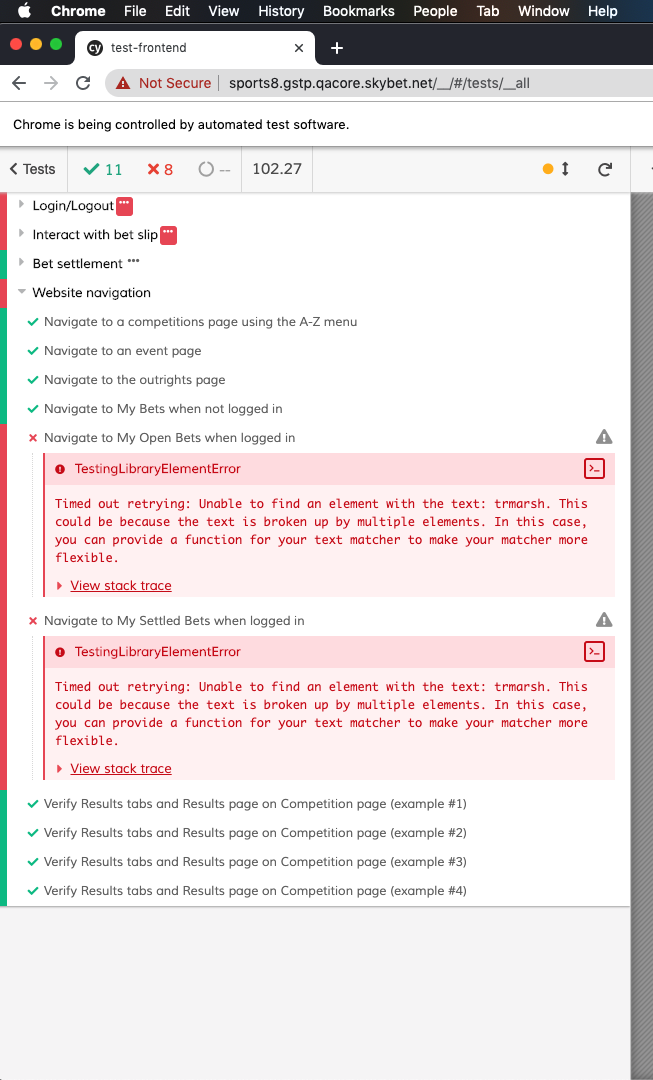 Chrome File Edit View History Bookmarks People Tab Window Help
cy test-frontend
Not Secure sports8.gstp.qacore.skybet.net/__/#/tests/__all
Chrome is being controlled by automated test software.
Tests 11 8 -- 102.27
Login/Logout
Interact with bet slip
Bet settlement
Website navigation
Navigate to a competitions page using the A-Z menu
Navigate to an event page
Navigate to the outrights page
Navigate to My Bets when not logged in
Navigate to My Open Bets when logged in
TestingLibraryElementError
Timed out retrying: Unable to find an element with the text: trmarsh. This
could be because the text is broken up by multiple elements. In this case,
you can provide a function for your text matcher to make your matcher more
flexible.
View stack trace
Navigate to My Settled Bets when logged in
TestingLibraryElementError
Timed out retrying: Unable to find an element with the text: trmarsh. This
could be because the text is broken up by multiple elements. In this case,
you can provide a function for your text matcher to make your matcher more
flexible.
View stack trace
Verify Results tabs and Results page on Competition page (example #1)
Verify Results tabs and Results page on Competition page (example #2)
Verify Results tabs and Results page on Competition page (example #3)
Verify Results tabs and Results page on Competition page (example #4)